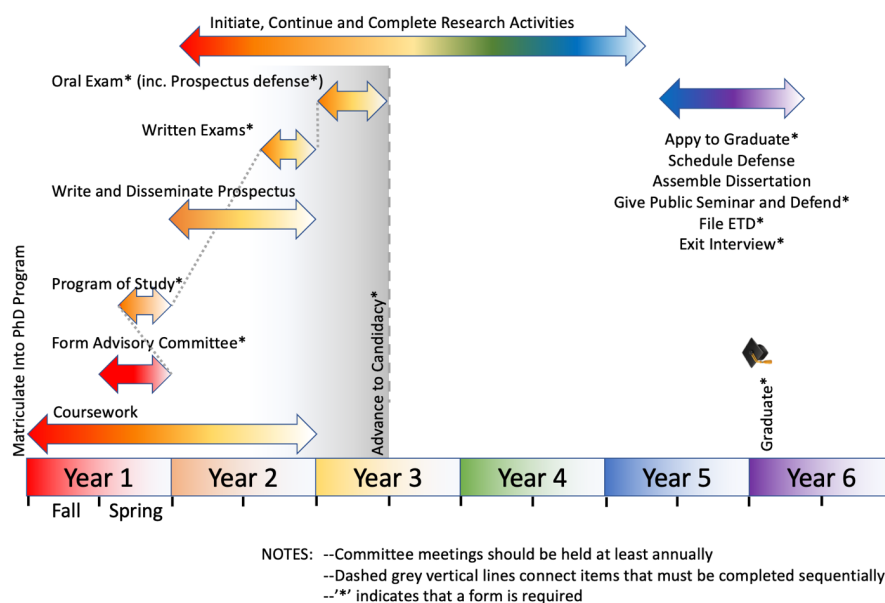 Initiate, Continue and Complete Research Activities
Oral Exam* (inc. Prospectus defense*)
Written Exams*
Write and Disseminate Prospectus
Program of Study*
Form Advisory Committee*
Coursework
Matriculate Into PhD Program
Advance to Candidacy*
Appy to Graduate*
Schedule Defense
Assemble Dissertation
Give Public Seminar and Defend*
File ETD*
Exit Interview*
Graduate*
Year 1
Year 2
Year 3
Year 4
Year 5
Year 6
Fall
Spring
NOTES: --Committee meetings should be held at least annually
--Dashed grey vertical lines connect items that must be completed sequentially
--’*’ indicates that a form is required